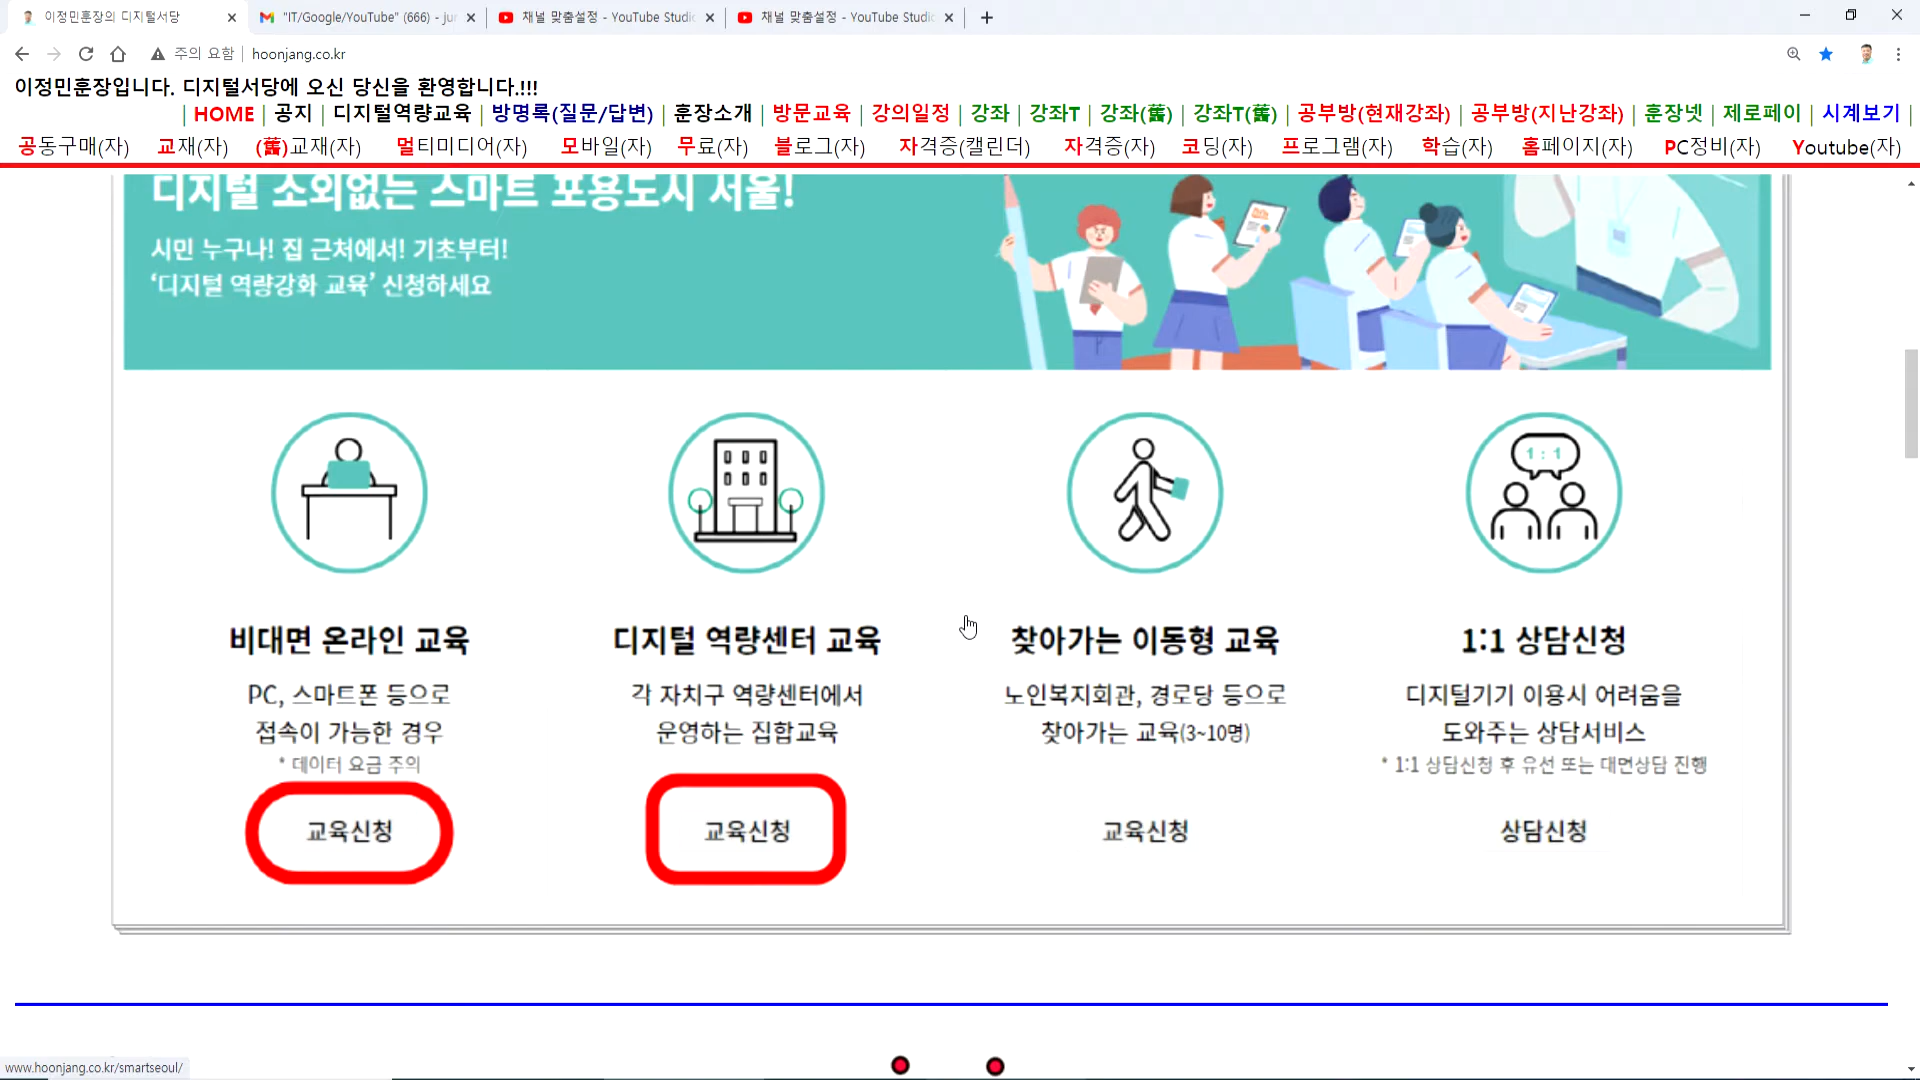 이정민훈장의 디지털서당
"IT/Google/YouTube" (666) - ju
채널 맞춤설정 - YouTube Studi
채널 맞춤설정 - YouTube Studi
주의 요함 | hoonjang.co.kr
이정민훈장입니다. 디지털서당에 오신 당신을 환영합니다.!!!
| HOME | 공지 | 디지털역량교육 | 방명록(질문/답변) | 훈장소개 | 방문교육 | 강의일정 | 강좌 | 강좌T | 강좌(舊) | 강좌T(舊) | 공부방(현재강좌) | 공부방(지난강좌) | 훈장넷 | 제로페이 | 시계보기 |
공동구매(자) 교재(자) (舊)교재(자) 멀티미디어(자) 모바일(자) 무료(자) 블로그(자) 자격증(캘린더) 자격증(자) 코딩(자) 프로그램(자) 학습(자) 홈페이지(자) PC정비(자) Youtube(자)
디지털 소외없는 스마트 포용도시 서울!
시민 누구나! 집 근처에서! 기초부터!
‘디지털 역량강화 교육’ 신청하세요
1 : 1
비대면 온라인 교육
PC, 스마트폰 등으로
접속이 가능한 경우
* 데이터 요금 주의
교육신청
디지털 역량센터 교육
각 자치구 역량센터에서
운영하는 집합교육
교육신청
찾아가는 이동형 교육
노인복지회관, 경로당 등으로
찾아가는 교육(3~10명)
교육신청
1:1 상담신청
디지털기기 이용시 어려움을
도와주는 상담서비스
* 1:1 상담신청 후 유선 또는 대면상담 진행
상담신청
www.hoonjang.co.kr/smartseoul/